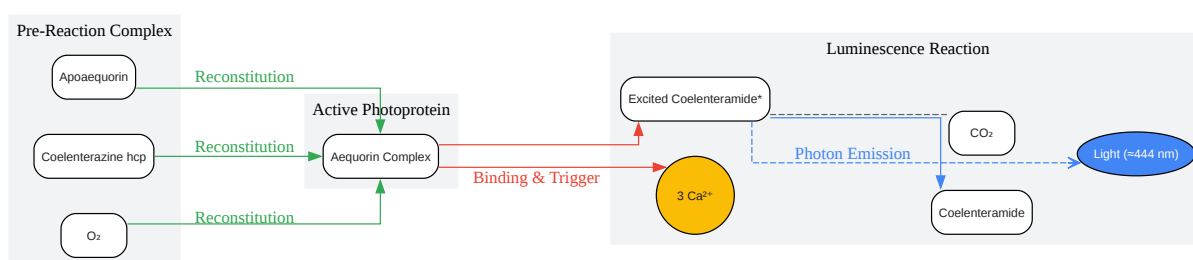 Pre-Reaction Complex
Apoaequorin
Reconstitution
Coelenterazine hcp
Reconstitution
O₂
Reconstitution
Active Photoprotein
Aequorin Complex
Binding & Trigger
Luminescence Reaction
Excited Coelenteramide*
3 Ca²⁺
Photon Emission
CO₂
Coelenteramide
Light (≈444 nm)